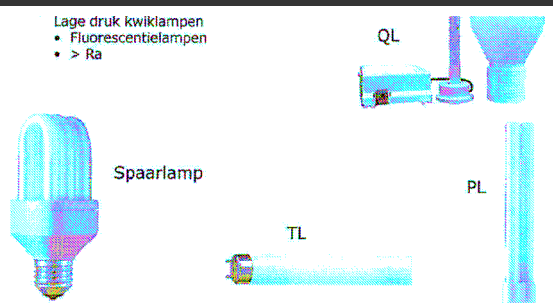 Lage druk kwiklampen
• Fluorescentielampen
• > Ra
QL
Spaarlamp
PL
TL